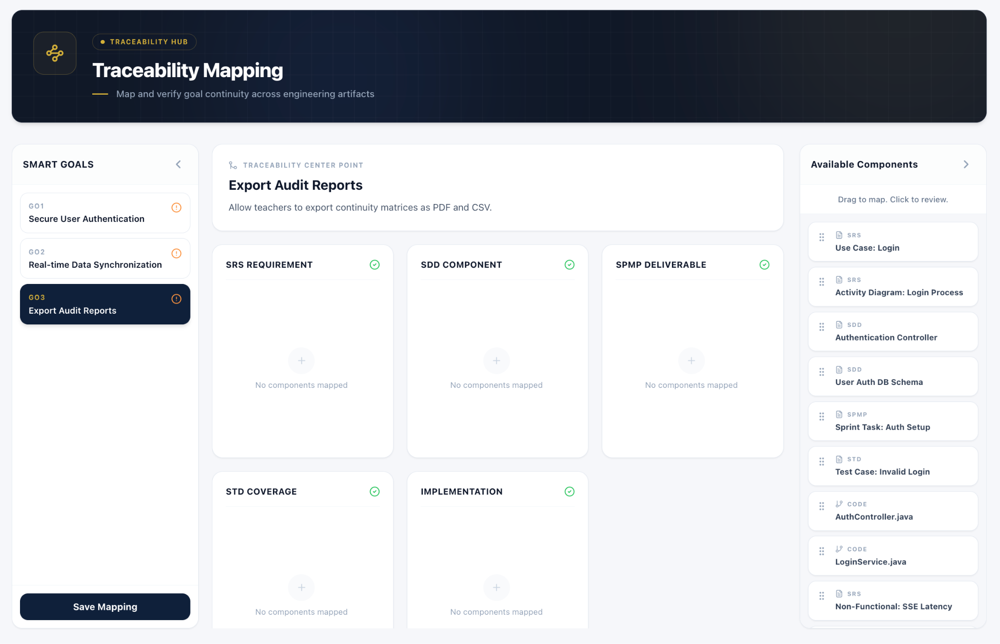 TRACEABILITY HUB
Traceability Mapping
Map and verify goal continuity across engineering artifacts
SMART GOALS
GO1
Secure User Authentication
GO2
Real-time Data Synchronization
GO3
Export Audit Reports
Save Mapping
TRACEABILITY CENTER POINT
Export Audit Reports
Allow teachers to export continuity matrices as PDF and CSV.
SRS REQUIREMENT
No components mapped
SDD COMPONENT
No components mapped
SPMP DELIVERABLE
No components mapped
STD COVERAGE
No components mapped
IMPLEMENTATION
No components mapped
Available Components
Drag to map. Click to review.
SRS
Use Case: Login
SRS
Activity Diagram: Login Process
SDD
Authentication Controller
SDD
User Auth DB Schema
SPMP
Sprint Task: Auth Setup
STD
Test Case: Invalid Login
CODE
AuthController.java
CODE
LoginService.java
SRS
Non-Functional: SSE Latency